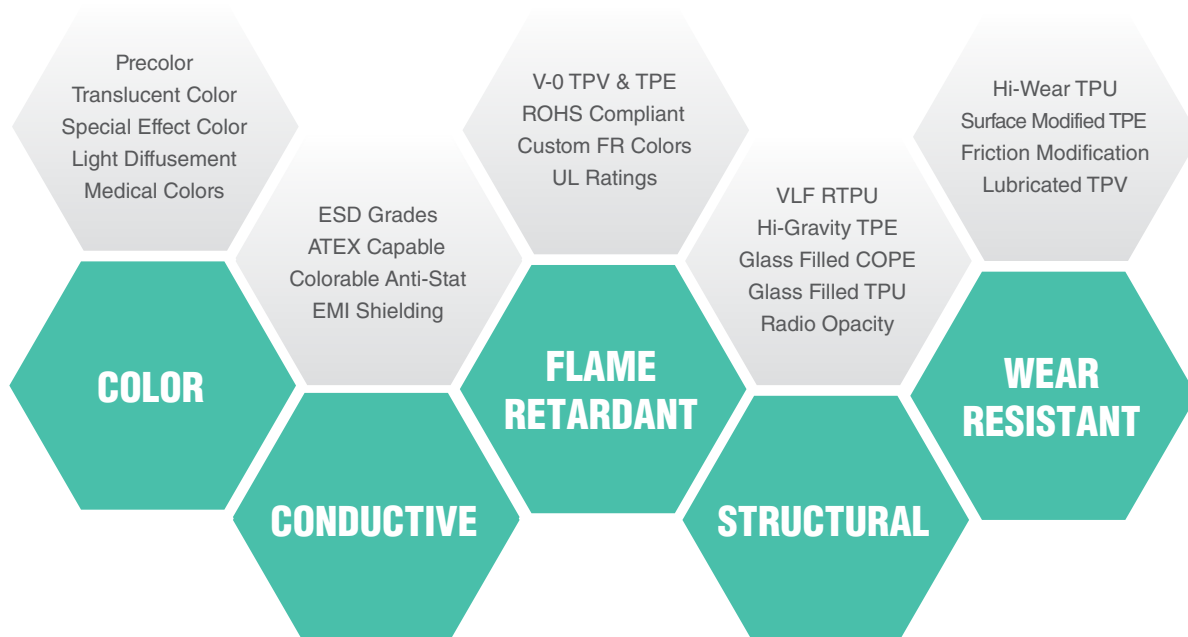 Precolor
Translucent Color
Special Effect Color
Light Diffusement
Medical Colors
COLOR
ESD Grades
ATEX Capable
Colorable Anti-Stat
EMI Shielding
CONDUCTIVE
V-0 TPV & TPE
ROHS Compliant
Custom FR Colors
UL Ratings
FLAME
RETARDANT
VLF RTPU
Hi-Gravity TPE
Glass Filled COPE
Glass Filled TPU
Radio Opacity
STRUCTURAL
Hi-Wear TPU
Surface Modified TPE
Friction Modification
Lubricated TPV
WEAR
RESISTANT